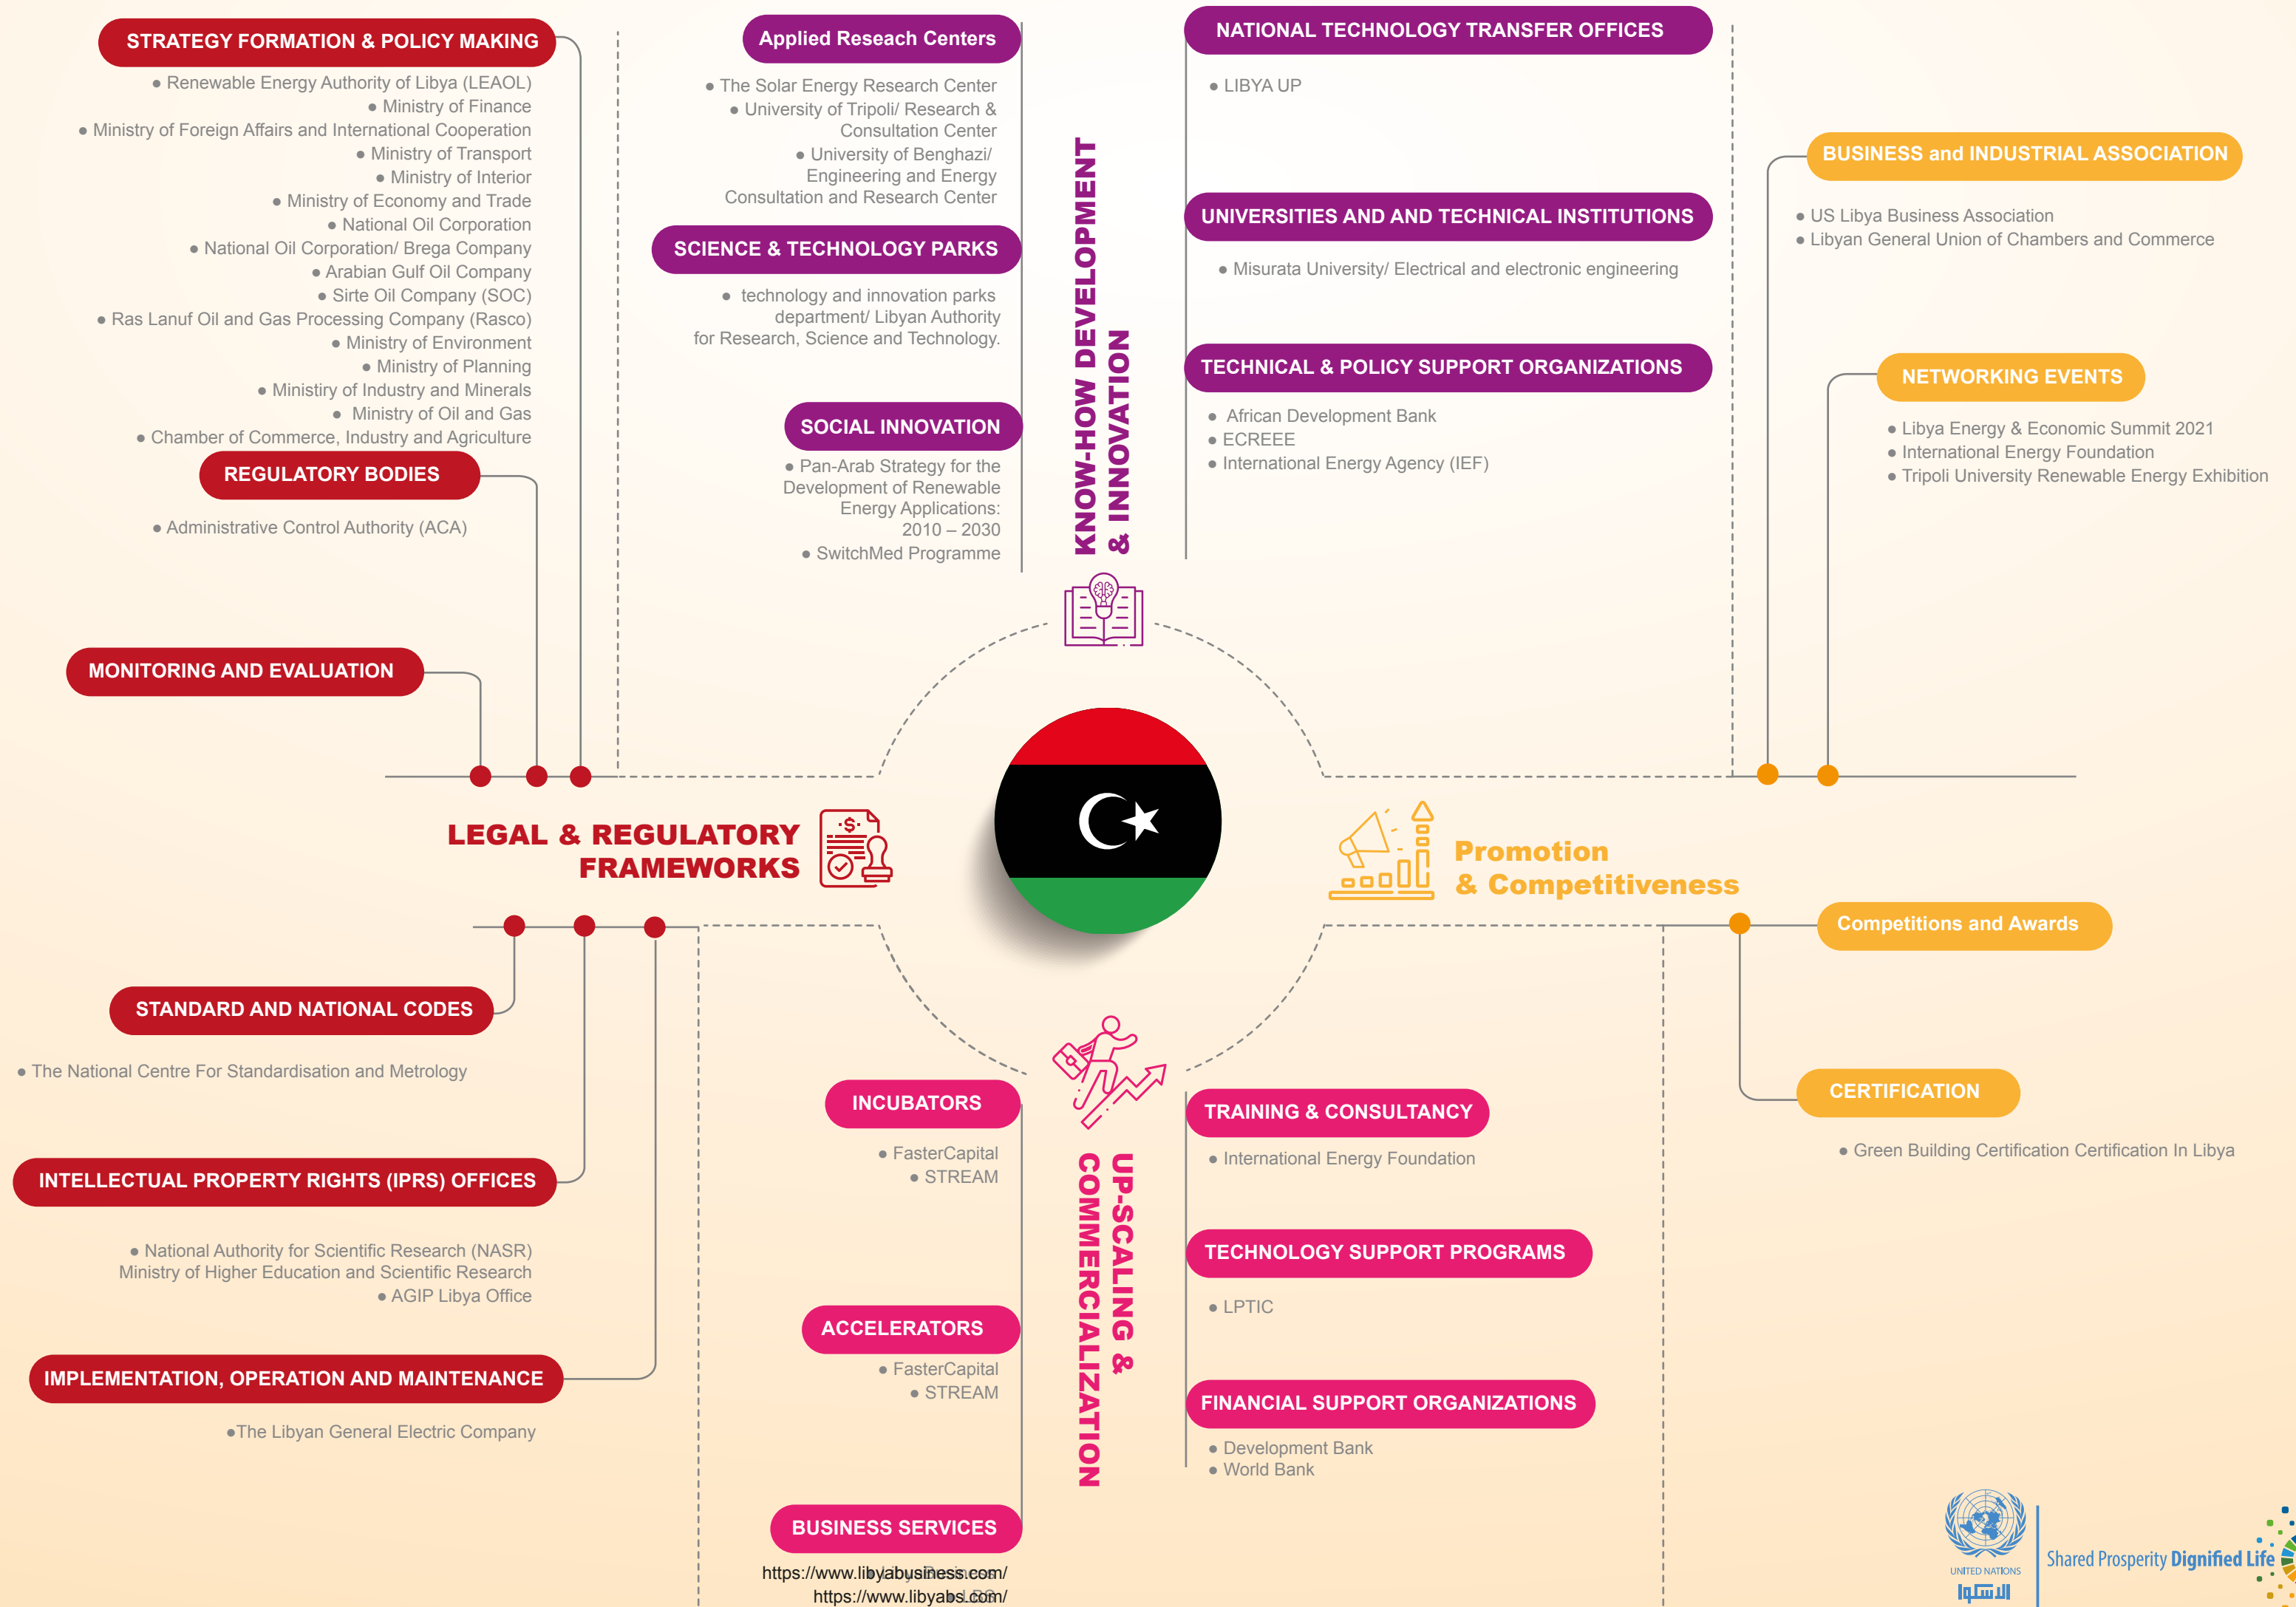 STRATEGY FORMATION & POLICY MAKING
● Renewable Energy Authority of Libya (LEAOL)
● Ministry of Finance
● Ministry of Foreign Affairs and International Cooperation
● Ministry of Transport
● Ministry of Interior
● Ministry of Economy and Trade
● National Oil Corporation
● National Oil Corporation/ Brega Company
● Arabian Gulf Oil Company
● Sirte Oil Company (SOC)
● Ras Lanuf Oil and Gas Processing Company (Rasco)
● Ministry of Environment
● Ministry of Planning
● Ministiry of Industry and Minerals
● Ministry of Oil and Gas
● Chamber of Commerce, Industry and Agriculture
REGULATORY BODIES
● Administrative Control Authority (ACA)
MONITORING AND EVALUATION
LEGAL & REGULATORY
FRAMEWORKS
STANDARD AND NATIONAL CODES
● The National Centre For Standardisation and Metrology
INTELLECTUAL PROPERTY RIGHTS (IPRS) OFFICES
● National Authority for Scientific Research (NASR)
Ministry of Higher Education and Scientific Research
● AGIP Libya Office
IMPLEMENTATION, OPERATION AND MAINTENANCE
●The Libyan General Electric Company
Applied Reseach Centers
● The Solar Energy Research Center
● University of Tripoli/ Research &
Consultation Center
● University of Benghazi/
Engineering and Energy
Consultation and Research Center
SCIENCE & TECHNOLOGY PARKS
● technology and innovation parks
department/ Libyan Authority
for Research, Science and Technology.
SOCIAL INNOVATION
● Pan-Arab Strategy for the
Development of Renewable
Energy Applications:
2010 – 2030
● SwitchMed Programme
KNOW-HOW DEVELOPMENT
& INNOVATION
NATIONAL TECHNOLOGY TRANSFER OFFICES
● LIBYA UP
UNIVERSITIES AND AND TECHNICAL INSTITUTIONS
● Misurata University/ Electrical and electronic engineering
TECHNICAL & POLICY SUPPORT ORGANIZATIONS
● African Development Bank
● ECREEE
● International Energy Agency (IEF)
BUSINESS and INDUSTRIAL ASSOCIATION
● US Libya Business Association
● Libyan General Union of Chambers and Commerce
NETWORKING EVENTS
● Libya Energy & Economic Summit 2021
● International Energy Foundation
● Tripoli University Renewable Energy Exhibition
Promotion
& Competitiveness
Competitions and Awards
CERTIFICATION
● Green Building Certification Certification In Libya
INCUBATORS
● FasterCapital
● STREAM
ACCELERATORS
● FasterCapital
● STREAM
BUSINESS SERVICES
https://www.libyabusiness.com/
● LibyaBusiness
https://www.libyabs.com/
● LBS
UP-SCALING &
COMMERCIALIZATION
TRAINING & CONSULTANCY
● International Energy Foundation
TECHNOLOGY SUPPORT PROGRAMS
● LPTIC
FINANCIAL SUPPORT ORGANIZATIONS
● Development Bank
● World Bank
UNITED NATIONS
الاسكوا
Shared Prosperity Dignified Life